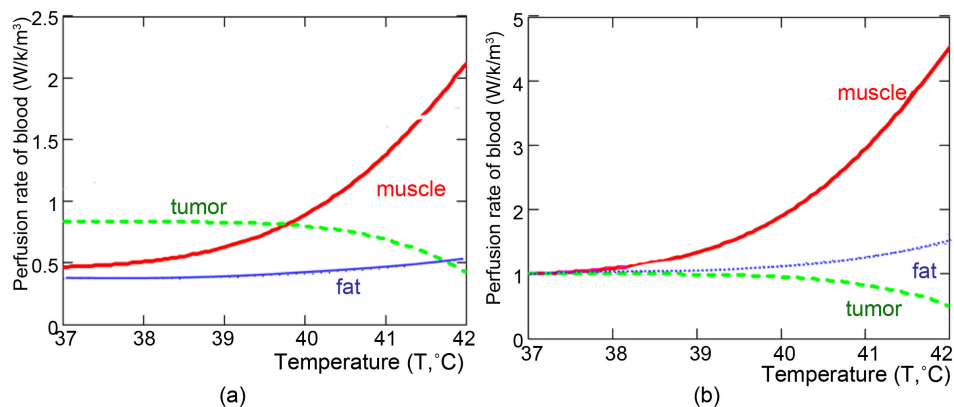 Perfusion rate of blood (W/k/m³)
2.5
2
1.5
1
0.5
0
tumor
muscle
fat
37 38 39 40 41 42
Temperature (T,˚C)
(a)
Perfusion rate of blood (W/k/m³)
5
4
3
2
1
0
muscle
fat
tumor
37 38 39 40 41 42
Temperature (T,˚C)
(b)